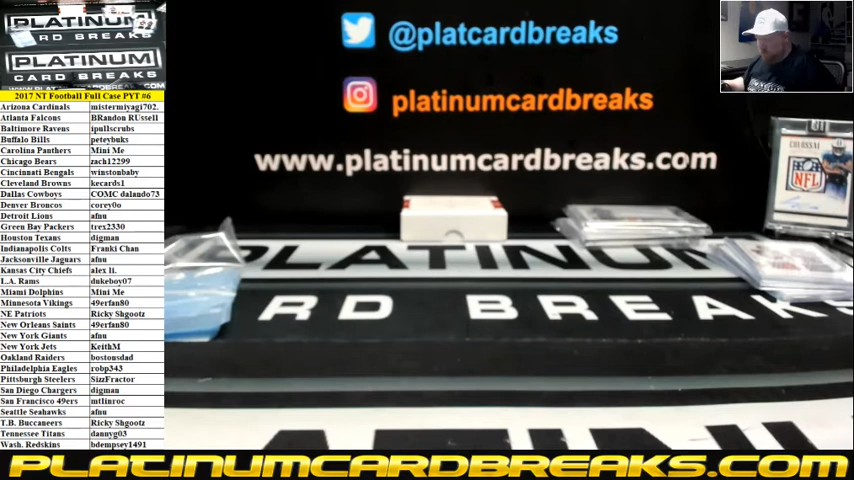 PLATINUM
RD BREAKS
PLATINUM
CARD BREAKS
2017 NT Football Full Case PYT #6
Arizona Cardinals mistermiyagi702.
Atlanta Falcons BRandon RUssell
Baltimore Ravens ipullscrubs
Buffalo Bills peteybuks
Carolina Panthers Mini Me
Chicago Bears zach12299
Cincinnati Bengals winstonbaby
Cleveland Browns kecards1
Dallas Cowboys COMC dalando73
Denver Broncos corey0o
Detroit Lions afnu
Green Bay Packers trex2330
Houston Texans digman
Indianapolis Colts Franki Chan
Jacksonville Jaguars afnu
Kansas City Chiefs alex li.
L.A. Rams dukeboy07
Miami Dolphins Mini Me
Minnesota Vikings 49erfan80
NE Patriots Ricky Shgootz
New Orleans Saints 49erfan80
New York Giants afnu
New York Jets KeithM
Oakland Raiders bostonsdad
Philadelphia Eagles robp343
Pittsburgh Steelers SizzFractor
San Diego Chargers digman
San Francisco 49ers mtlinroc
Seattle Seahawks afnu
T.B. Buccaneers Ricky Shgootz
Tennessee Titans dannyg03
Wash. Redskins bdempsey1491
@platcardbreaks
platinumcardbreaks
www.platinumcardbreaks.com
COLOSSAL
NFL
PLATINUM
RD BREAKS
PLATINUMCARDBREAKS.COM